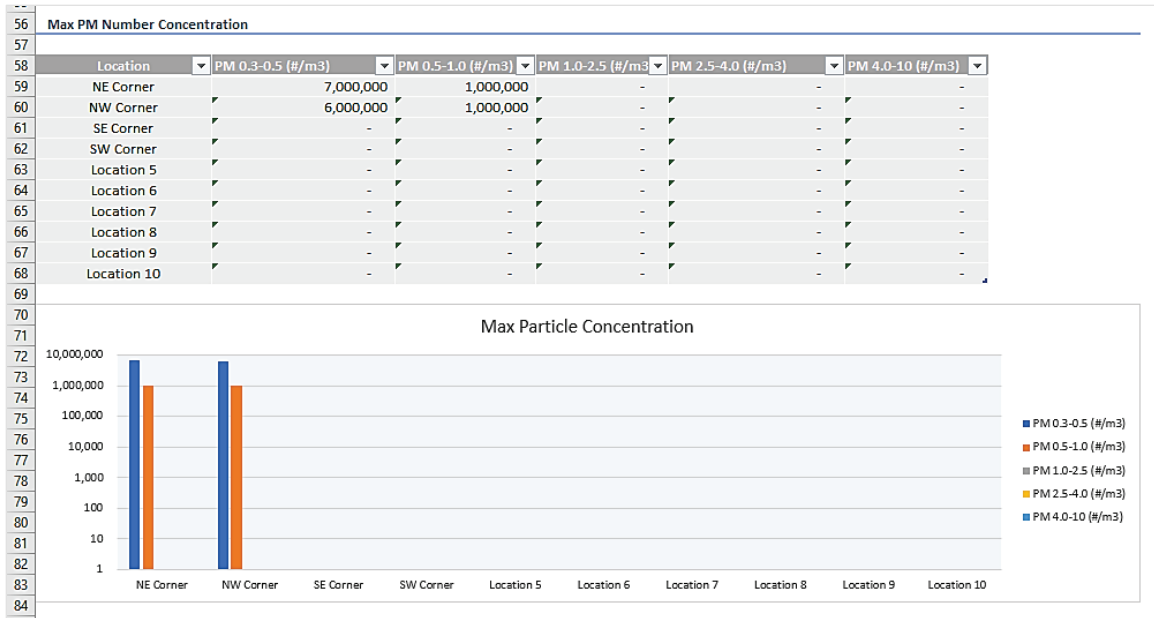 56 Max PM Number Concentration
57
58 Location PM 0.3-0.5 (#/m3) PM 0.5-1.0 (#/m3) PM 1.0-2.5 (#/m3 PM 2.5-4.0 (#/m3) PM 4.0-10 (#/m3)
59 NE Corner 7,000,000 1,000,000 - - -
60 NW Corner 6,000,000 1,000,000 - - -
61 SE Corner - - - - -
62 SW Corner - - - - -
63 Location 5 - - - - -
64 Location 6 - - - - -
65 Location 7 - - - - -
66 Location 8 - - - - -
67 Location 9 - - - - -
68 Location 10 - - - - -
69
70
Max Particle Concentration
71
72 10,000,000
73
1,000,000
74
75 100,000
76
10,000
77
78 1,000
79
100
80
81 10
82
1
83 NE Corner NW Corner SE Corner SW Corner Location 5 Location 6 Location 7 Location 8 Location 9 Location 10
84
PM 0.3-0.5 (#/m3)
PM 0.5-1.0 (#/m3)
PM 1.0-2.5 (#/m3)
PM 2.5-4.0 (#/m3)
PM 4.0-10 (#/m3)